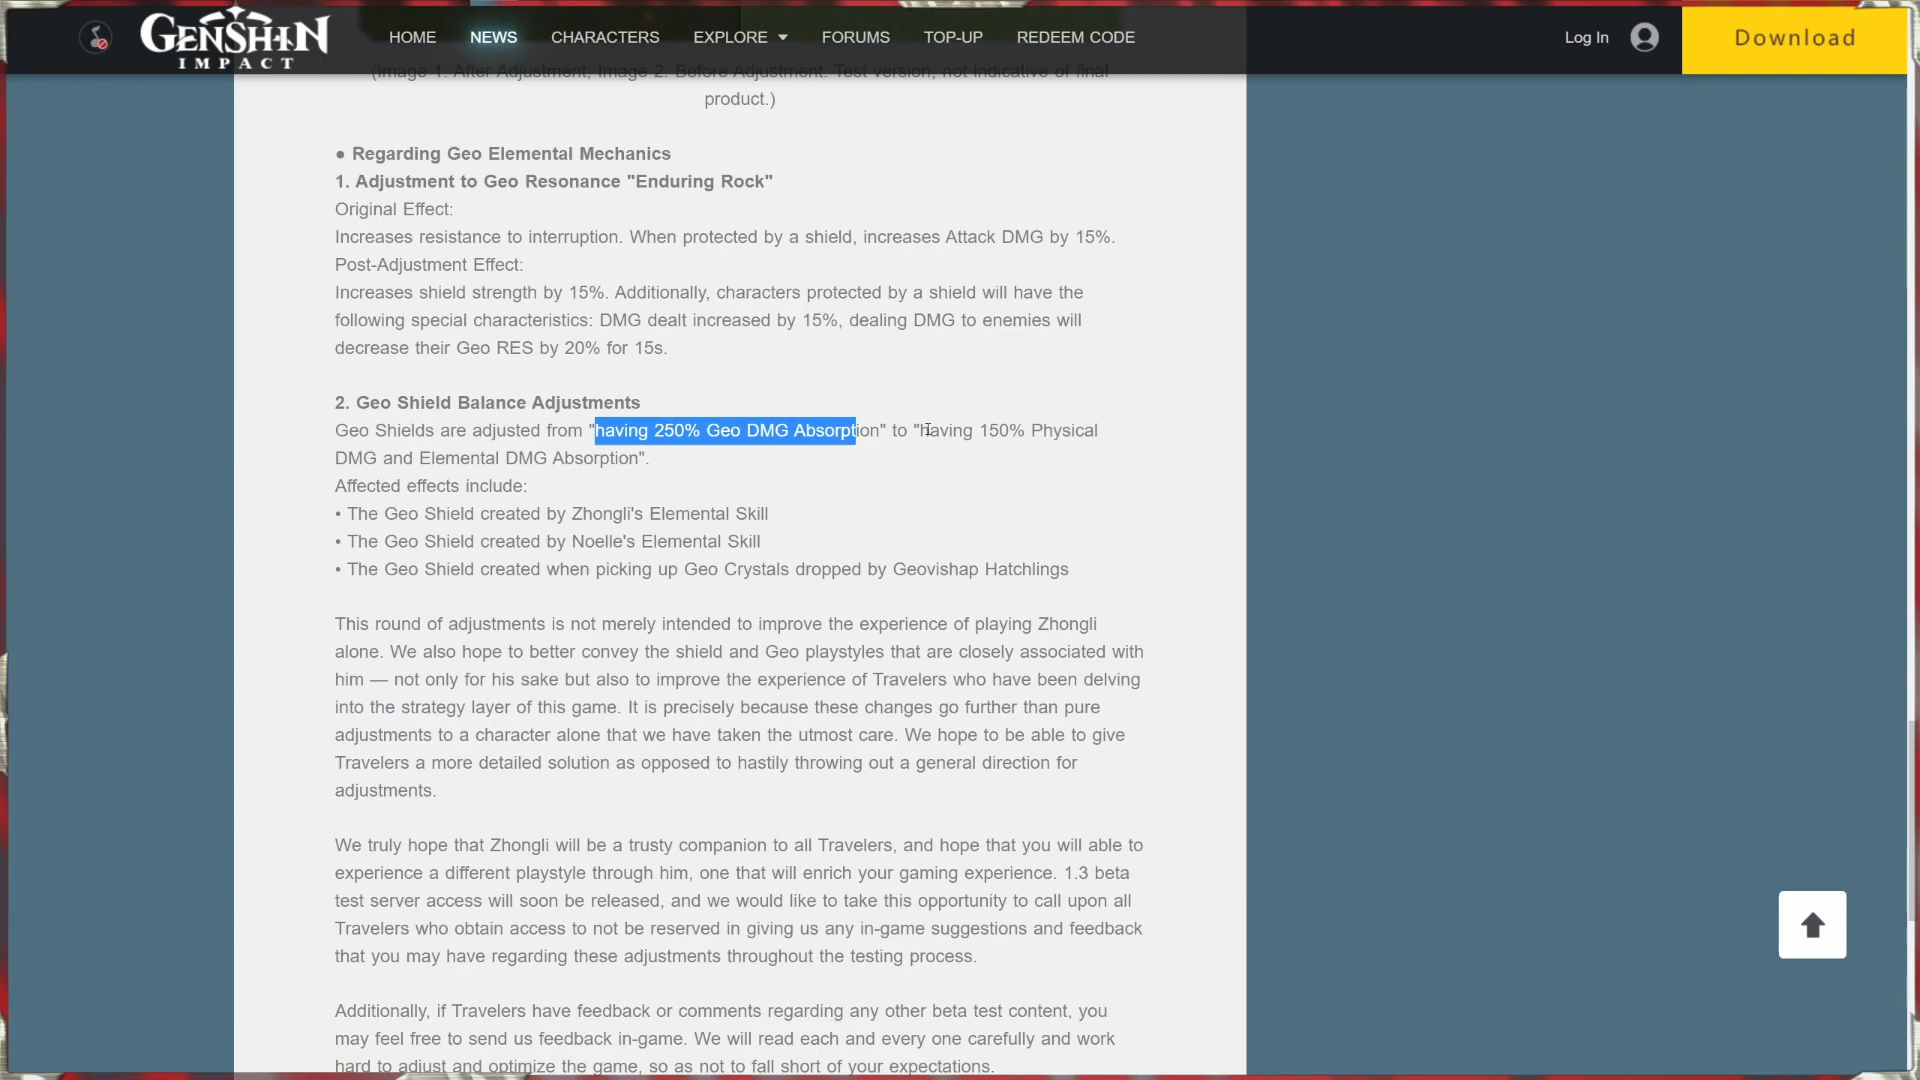 GENSHIN
IMPACT
HOME
NEWS
CHARACTERS
EXPLORE
FORUMS
TOP-UP
REDEEM CODE
Log In
Download
(Image 1: After Adjustment, Image 2: Before Adjustment. Test version, not indicative of final
product.)
● Regarding Geo Elemental Mechanics
1. Adjustment to Geo Resonance "Enduring Rock"
Original Effect:
Increases resistance to interruption. When protected by a shield, increases Attack DMG by 15%.
Post-Adjustment Effect:
Increases shield strength by 15%. Additionally, characters protected by a shield will have the
following special characteristics: DMG dealt increased by 15%, dealing DMG to enemies will
decrease their Geo RES by 20% for 15s.
2. Geo Shield Balance Adjustments
Geo Shields are adjusted from "having 250% Geo DMG Absorption" to "having 150% Physical
DMG and Elemental DMG Absorption".
Affected effects include:
• The Geo Shield created by Zhongli's Elemental Skill
• The Geo Shield created by Noelle's Elemental Skill
• The Geo Shield created when picking up Geo Crystals dropped by Geovishap Hatchlings
This round of adjustments is not merely intended to improve the experience of playing Zhongli
alone. We also hope to better convey the shield and Geo playstyles that are closely associated with
him — not only for his sake but also to improve the experience of Travelers who have been delving
into the strategy layer of this game. It is precisely because these changes go further than pure
adjustments to a character alone that we have taken the utmost care. We hope to be able to give
Travelers a more detailed solution as opposed to hastily throwing out a general direction for
adjustments.
We truly hope that Zhongli will be a trusty companion to all Travelers, and hope that you will able to
experience a different playstyle through him, one that will enrich your gaming experience. 1.3 beta
test server access will soon be released, and we would like to take this opportunity to call upon all
Travelers who obtain access to not be reserved in giving us any in-game suggestions and feedback
that you may have regarding these adjustments throughout the testing process.
Additionally, if Travelers have feedback or comments regarding any other beta test content, you
may feel free to send us feedback in-game. We will read each and every one carefully and work
hard to adjust and optimize the game, so as not to fall short of your expectations.